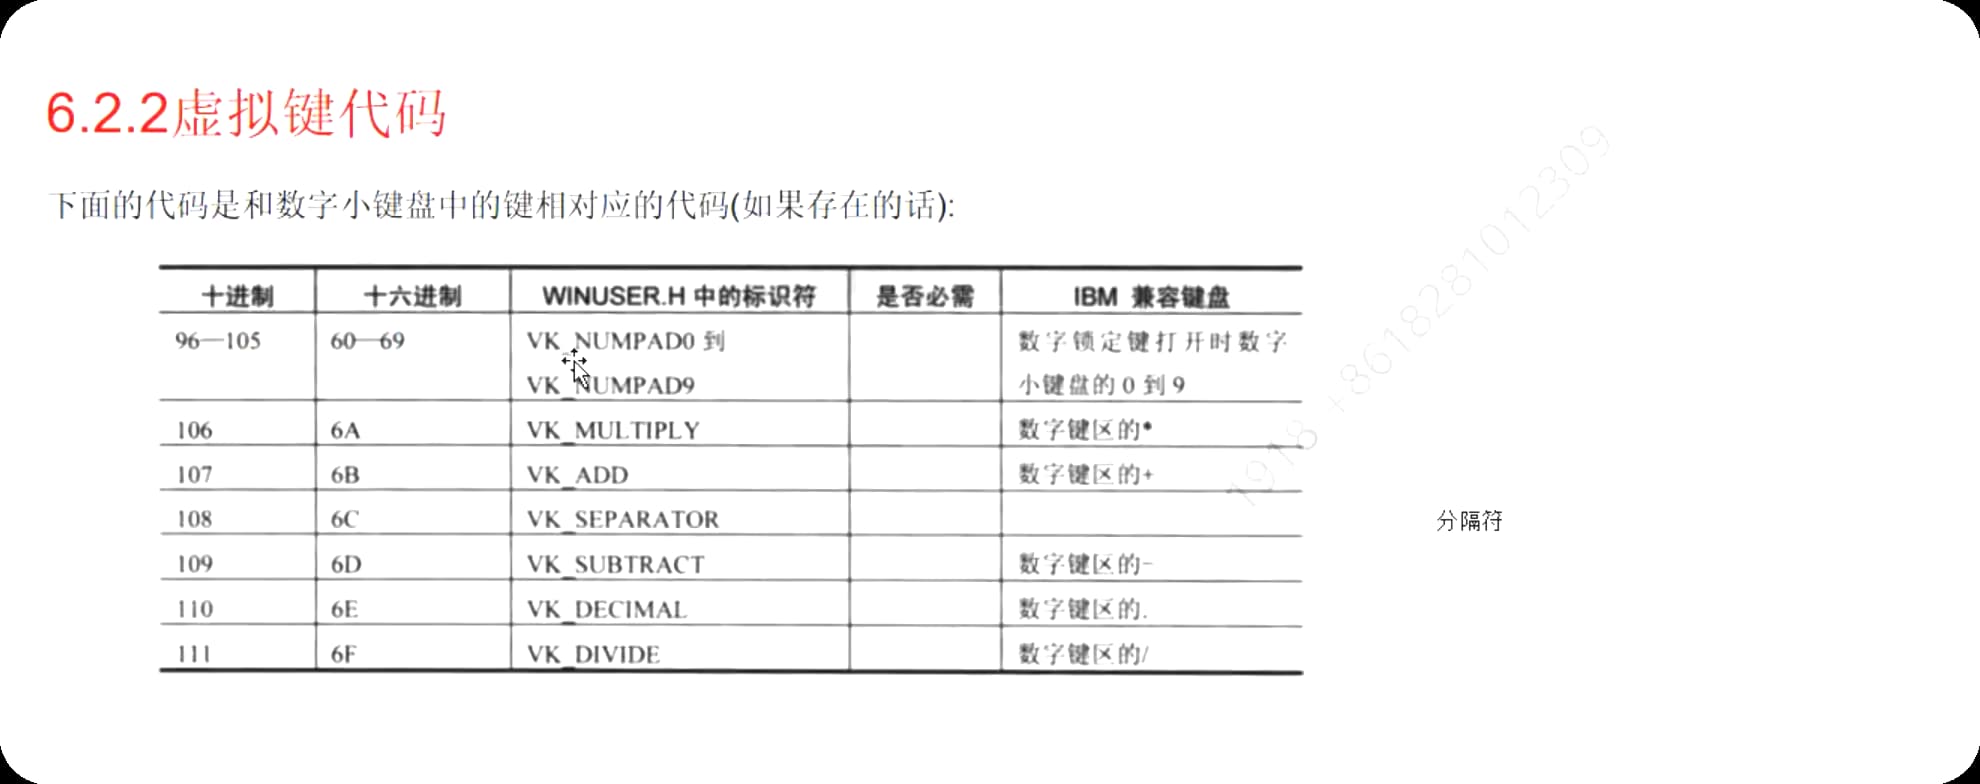 6.2.2虚拟键代码
下面的代码是和数字小键盘中的键相对应的代码(如果存在的话):
十进制 十六进制 WINUSER.H 中的标识符 是否必需 IBM 兼容键盘
96—105 60—69 VK_NUMPAD0 到 数字锁定键打开时数字
VK_NUMPAD9 小键盘的 0 到 9
106 6A VK_MULTIPLY 数字键区的*
107 6B VK_ADD 数字键区的+
108 6C VK_SEPARATOR
分隔符
109 6D VK_SUBTRACT 数字键区的-
110 6E VK_DECIMAL 数字键区的.
111 6F VK_DIVIDE 数字键区的/
1918 +8618281012309